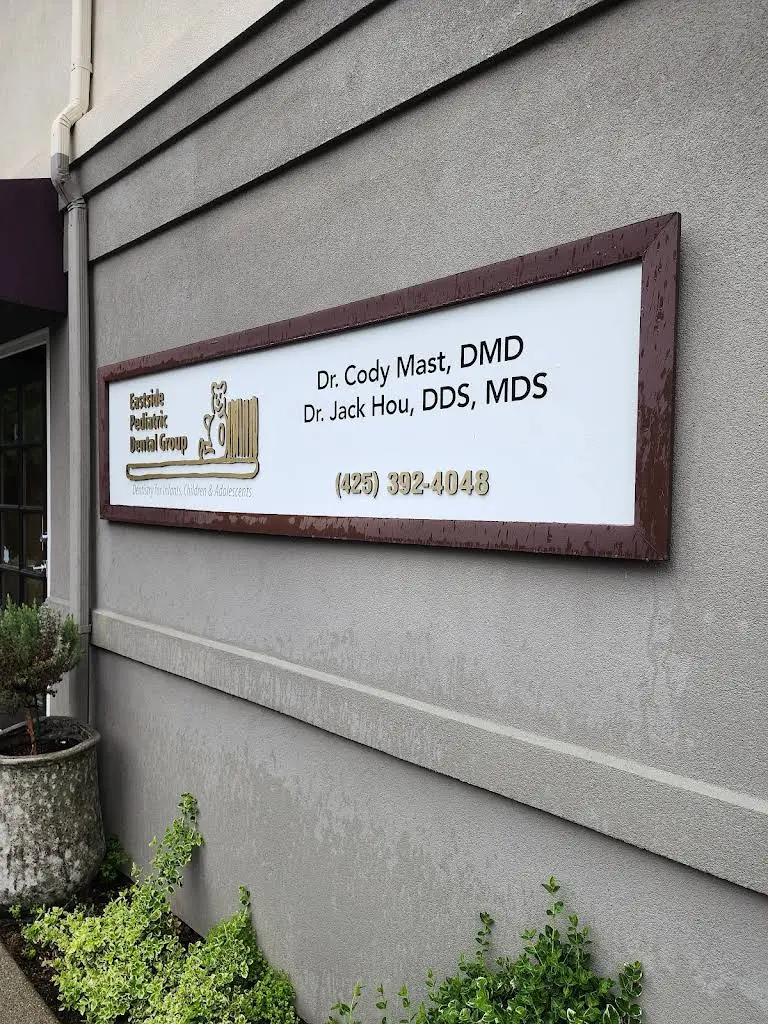 Eastside
Pediatric
Dental Group
Dentistry for Infants, Children & Adolescents
Dr. Cody Mast, DMD
Dr. Jack Hou, DDS, MDS
(425) 392-4048